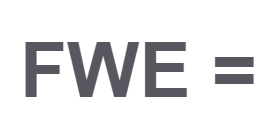 FWE =